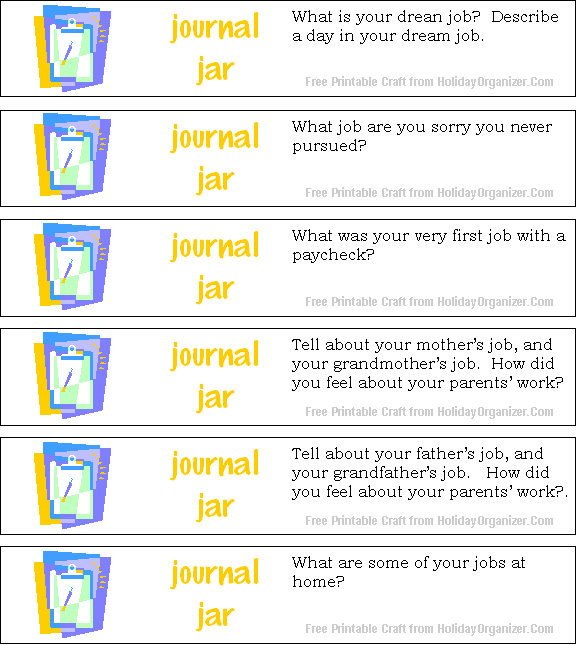 journal
jar
What is your drean job?  Describe
a day in your dream job.
Free Printable Craft from HolidayOrganizer.Com
journal
jar
What job are you sorry you never
pursued?
Free Printable Craft from HolidayOrganizer.Com
journal
jar
What was your very first job with a
paycheck?
Free Printable Craft from HolidayOrganizer.Com
journal
jar
Tell about your mother's job, and
your grandmother's job.  How did
you feel about your parents' work?
Free Printable Craft from HolidayOrganizer.Com
journal
jar
Tell about your father's job, and
your grandfather's job.   How did
you feel about your parents' work?.
Free Printable Craft from HolidayOrganizer.Com
journal
jar
What are some of your jobs at
home?
Free Printable Craft from HolidayOrganizer.Com